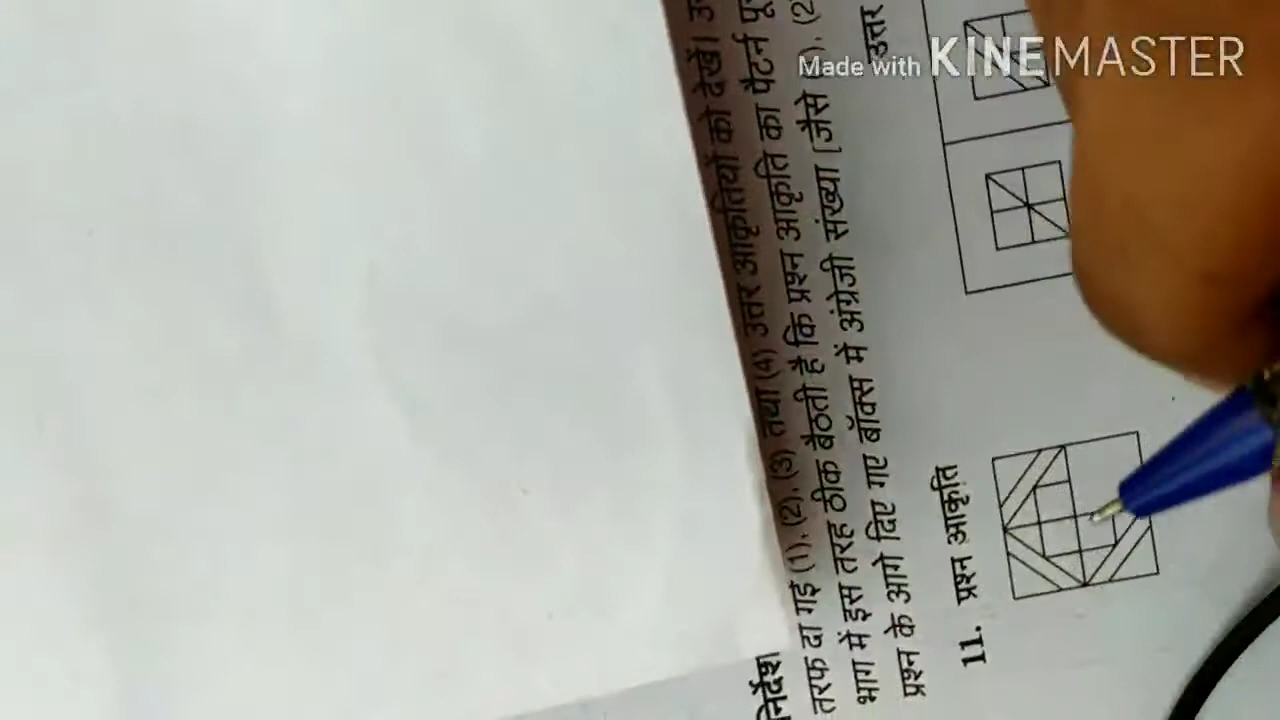 Made with KINEMASTER
निर्देश
तरफ दी गई (1), (2), (3) तथा (4) उत्तर आकृतियों को देखें।
भाग में इस तरह ठीक बैठती है कि प्रश्न आकृति का पैटर्न
प्रश्न के आगे दिए गए बॉक्स में अंग्रेजी संख्या [जैसे
11. प्रश्न आकृति
उत्तर